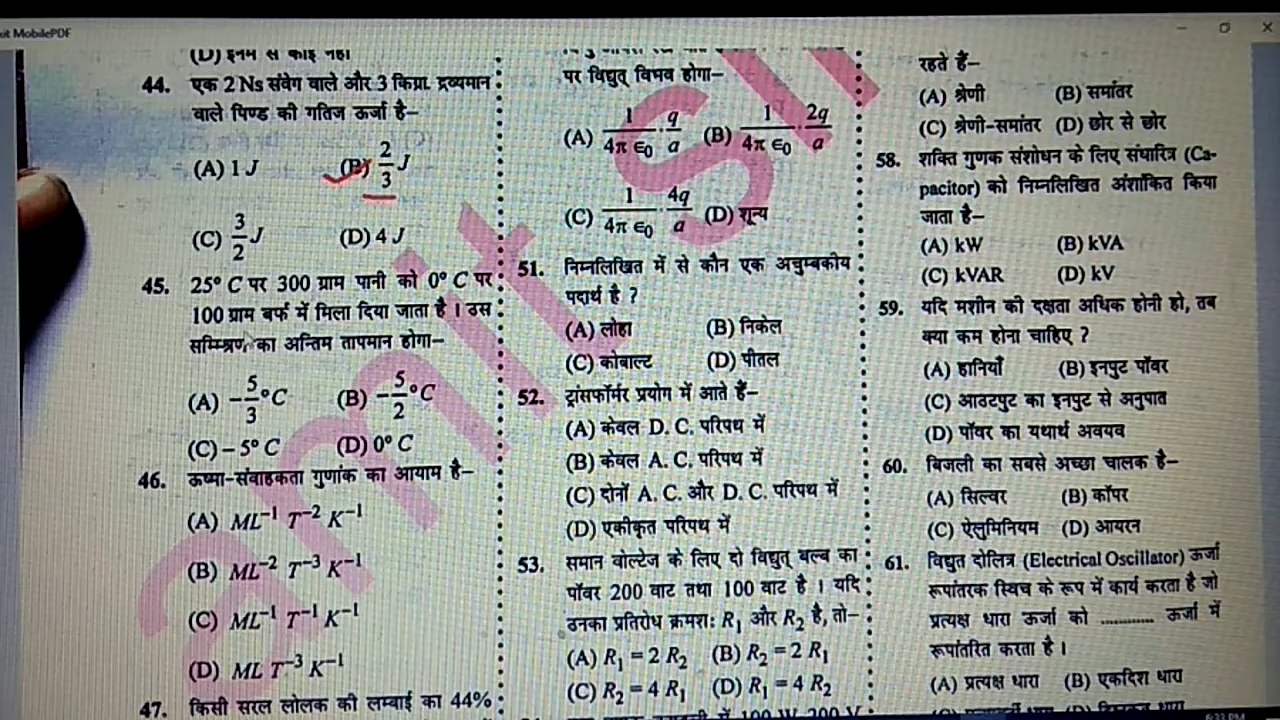 MobilePDF
(D) इनमें से कोई नहीं
44. एक 2 Ns संवेग वाले और 3 किग्रा. द्रव्यमान
वाले पिण्ड की गतिज ऊर्जा है–
(A) 1 J (B) 2/3 J
(C) 3/2 J (D) 4 J
45. 25° C पर 300 ग्राम पानी को 0° C पर
100 ग्राम बर्फ में मिला दिया जाता है। उस
सम्मिश्रण का अन्तिम तापमान होगा–
(A) –5/3 °C (B) –5/2 °C
(C) – 5° C (D) 0° C
46. ऊष्मा-संवाहकता गुणांक का आयाम है–
(A) ML⁻¹ T⁻² K⁻¹
(B) ML⁻² T⁻³ K⁻¹
(C) ML⁻¹ T⁻¹ K⁻¹
(D) ML T⁻³ K⁻¹
47. किसी सरल लोलक की लम्बाई का 44%
पर विद्युत् विभव होगा–
(A) 1/4π ∈₀ · q/a (B) 1/4π ∈₀ · 2q/a
(C) 1/4π ∈₀ · 4q/a (D) शून्य
51. निम्नलिखित में से कौन एक अचुम्बकीय
पदार्थ है ?
(A) लोहा (B) निकेल
(C) कोबाल्ट (D) पीतल
52. ट्रांसफॉर्मर प्रयोग में आते हैं–
(A) केवल D. C. परिपथ में
(B) केवल A. C. परिपथ में
(C) दोनों A. C. और D. C. परिपथ में
(D) एकीकृत परिपथ में
53. समान वोल्टेज के लिए दो विद्युत् बल्ब का
पॉवर 200 वाट तथा 100 वाट है। यदि
उनका प्रतिरोध क्रमशः R₁ और R₂ है, तो–
(A) R₁ = 2 R₂ (B) R₂ = 2 R₁
(C) R₂ = 4 R₁ (D) R₁ = 4 R₂
में 100 W, 200 V
रहते हैं–
(A) श्रेणी (B) समांतर
(C) श्रेणी-समांतर (D) छोर से छोर
58. शक्ति गुणक संशोधन के लिए संधारित्र (Ca-
pacitor) को निम्नलिखित अंशांकित किया
जाता है–
(A) kW (B) kVA
(C) kVAR (D) kV
59. यदि मशीन की दक्षता अधिक होनी हो, तब
क्या कम होना चाहिए ?
(A) हानियाँ (B) इनपुट पॉवर
(C) आउटपुट का इनपुट से अनुपात
(D) पॉवर का यथार्थ अवयव
60. बिजली का सबसे अच्छा चालक है–
(A) सिल्वर (B) कॉपर
(C) ऐलुमिनियम (D) आयरन
61. विद्युत दोलित्र (Electrical Oscillator) ऊर्जा
रूपांतरक स्विच के रूप में कार्य करता है जो
प्रत्यक्ष धारा ऊर्जा को ............ ऊर्जा में
रूपांतरित करता है।
(A) प्रत्यक्ष धारा (B) एकदिश धारा
amit